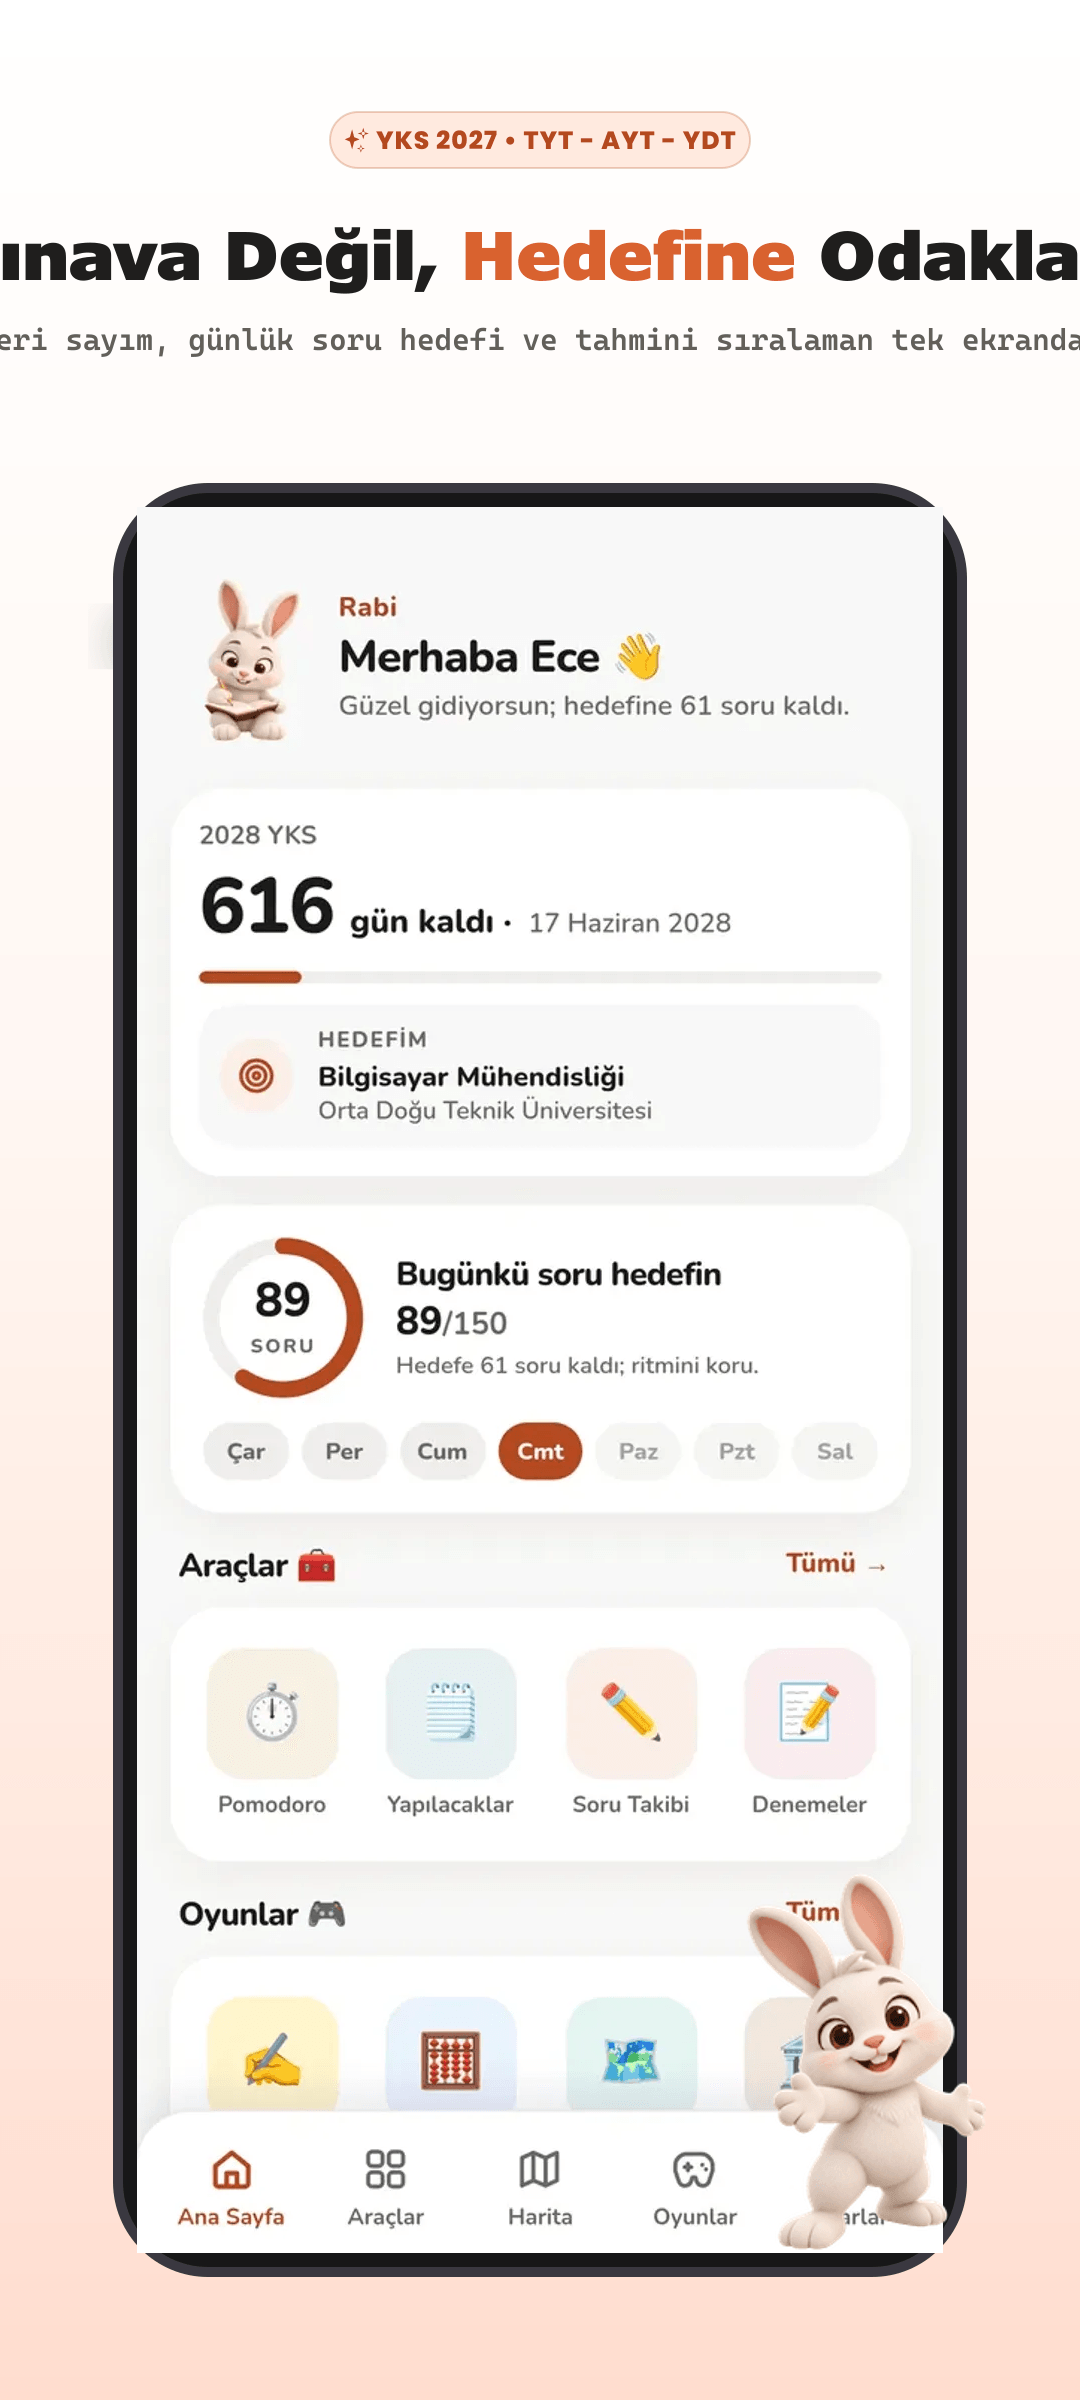 YKS 2027 • TYT - AYT - YDT
ınava Değil, Hedefine Odakla
eri sayım, günlük soru hedefi ve tahmini sıralaman tek ekranda
Rabi
Merhaba Ece 👋
Güzel gidiyorsun; hedefine 61 soru kaldı.
2028 YKS
616 gün kaldı · 17 Haziran 2028
HEDEFİM
Bilgisayar Mühendisliği
Orta Doğu Teknik Üniversitesi
89
SORU
Bugünkü soru hedefin
89/150
Hedefe 61 soru kaldı; ritmini koru.
Çar Per Cum Cmt Paz Pzt Sal
Araçlar 🧰 Tümü →
Pomodoro Yapılacaklar Soru Takibi Denemeler
Oyunlar 🎮 Tüm
Ana Sayfa Araçlar Harita Oyunlar arlar